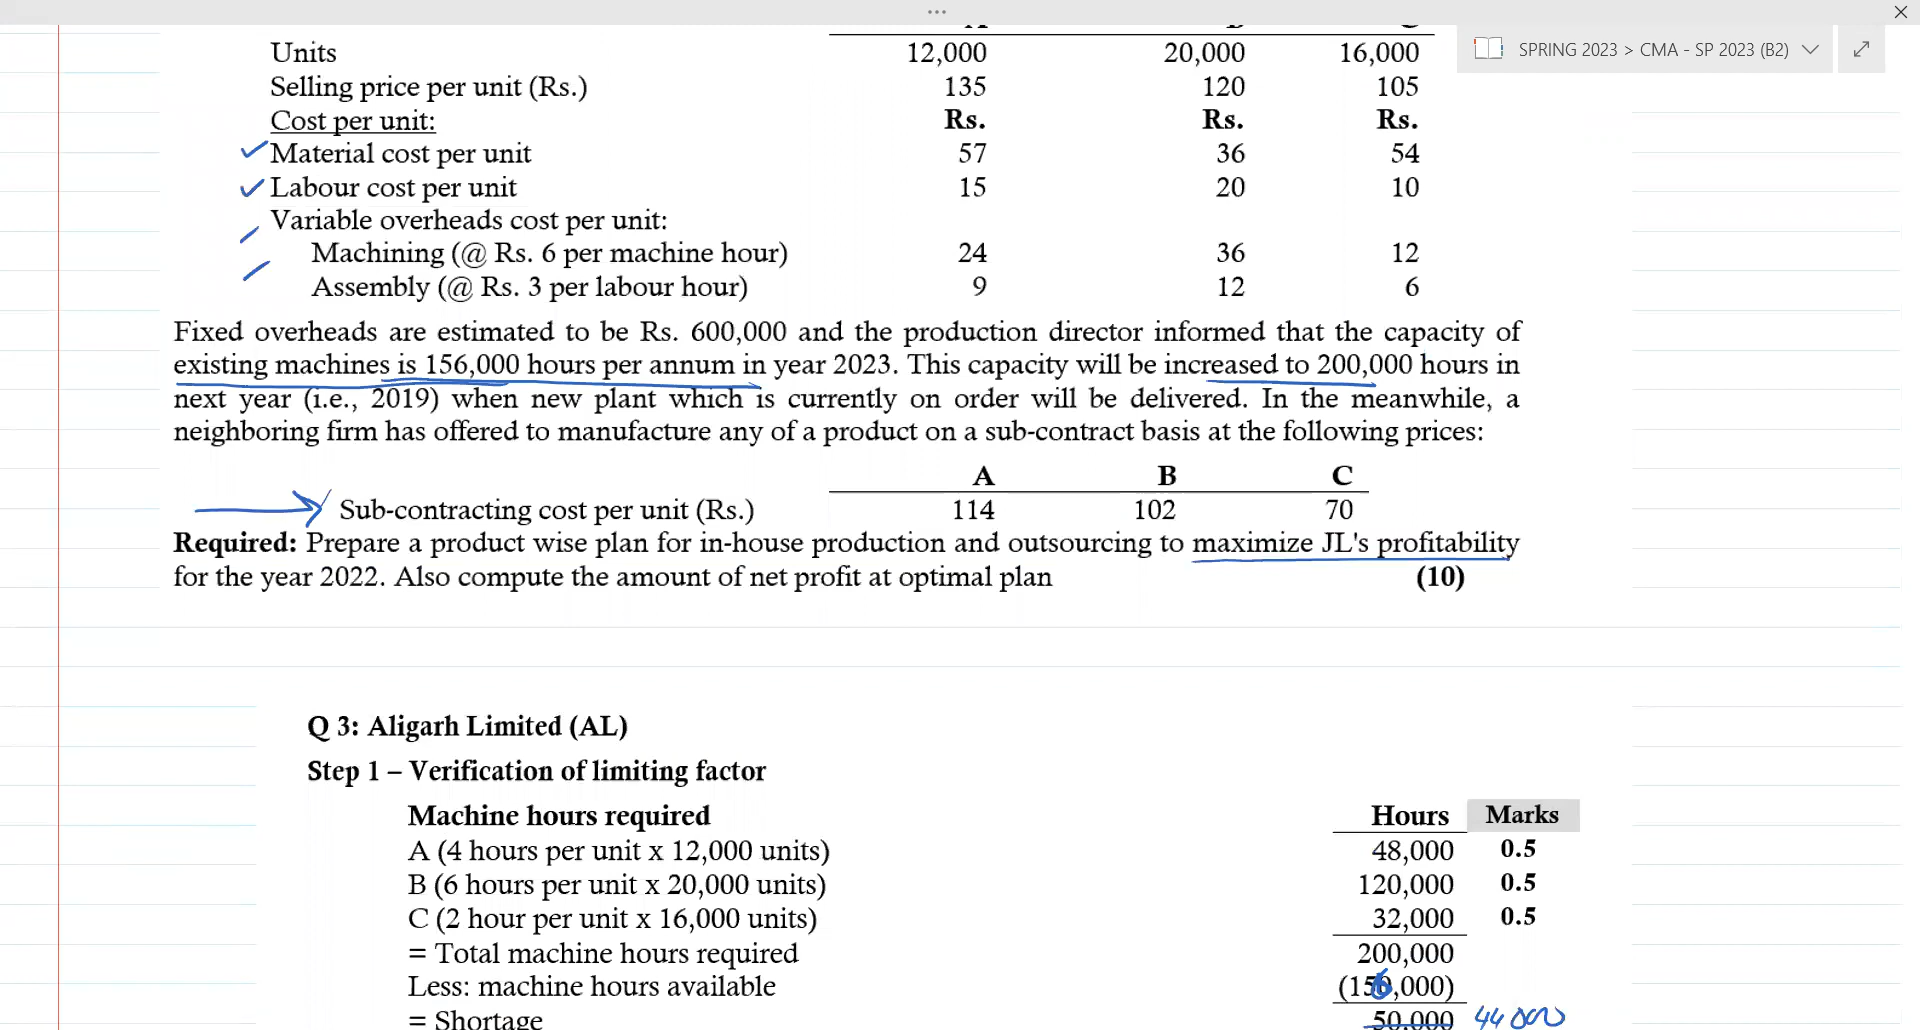 SPRING 2023 > CMA - SP 2023 (B2)
Units 12,000 20,000 16,000
Selling price per unit (Rs.) 135 120 105
Cost per unit: Rs. Rs. Rs.
Material cost per unit 57 36 54
Labour cost per unit 15 20 10
Variable overheads cost per unit:
Machining (@ Rs. 6 per machine hour) 24 36 12
Assembly (@ Rs. 3 per labour hour) 9 12 6
Fixed overheads are estimated to be Rs. 600,000 and the production director informed that the capacity of
existing machines is 156,000 hours per annum in year 2023. This capacity will be increased to 200,000 hours in
next year (i.e., 2019) when new plant which is currently on order will be delivered. In the meanwhile, a
neighboring firm has offered to manufacture any of a product on a sub-contract basis at the following prices:
A B C
Sub-contracting cost per unit (Rs.) 114 102 70
Required: Prepare a product wise plan for in-house production and outsourcing to maximize JL's profitability
for the year 2022. Also compute the amount of net profit at optimal plan (10)
Q 3: Aligarh Limited (AL)
Step 1 – Verification of limiting factor
Machine hours required Hours Marks
A (4 hours per unit x 12,000 units) 48,000 0.5
B (6 hours per unit x 20,000 units) 120,000 0.5
C (2 hour per unit x 16,000 units) 32,000 0.5
= Total machine hours required 200,000
Less: machine hours available (156,000)
= Shortage 50,000 44000